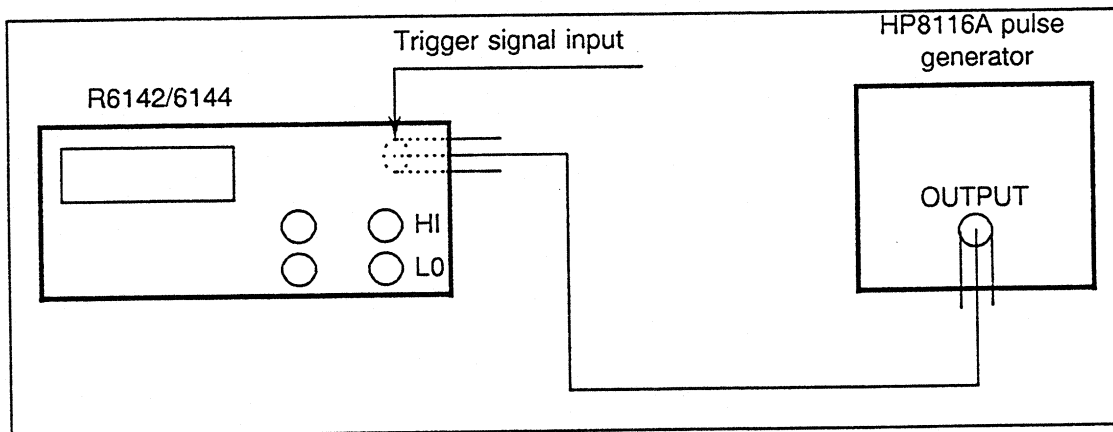 Trigger signal input
HP8116A pulse
generator
R6142/6144
OUTPUT
HI
L0